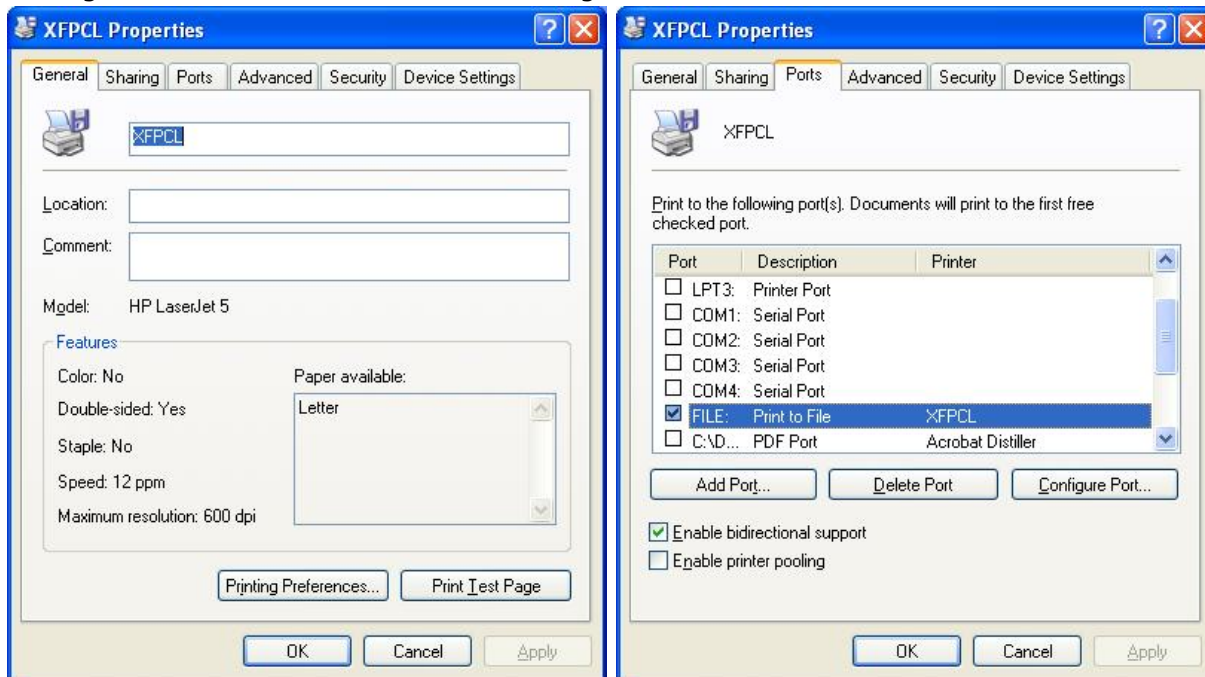 XFPCL Properties
General Sharing Ports Advanced Security Device Settings
XFPCL
Location:
Comment:
Model: HP LaserJet 5
Features
Color: No
Double-sided: Yes
Staple: No
Speed: 12 ppm
Maximum resolution: 600 dpi
Paper available:
Letter
Printing Preferences...
Print Test Page
OK
Cancel
Apply
XFPCL Properties
General Sharing Ports Advanced Security Device Settings
XFPCL
Print to the following port(s). Documents will print to the first free
checked port.
Port Description Printer
LPT3: Printer Port
COM1: Serial Port
COM2: Serial Port
COM3: Serial Port
COM4: Serial Port
FILE: Print to File XFPCL
C:\D... PDF Port Acrobat Distiller
Add Port...
Delete Port
Configure Port...
Enable bidirectional support
Enable printer pooling
OK
Cancel
Apply